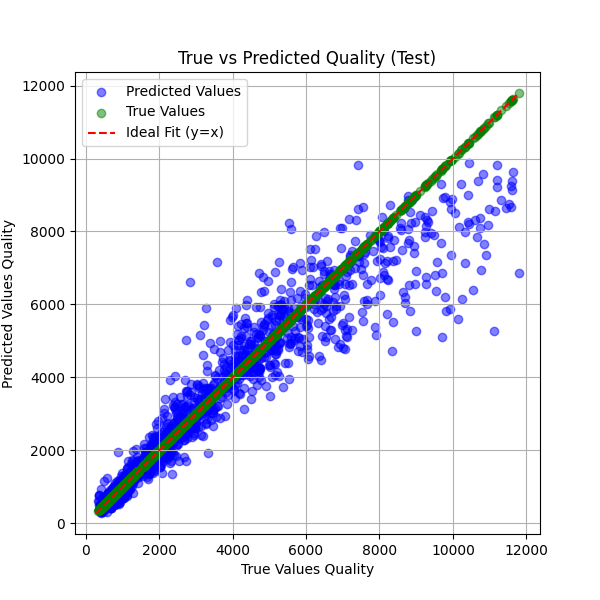 True vs Predicted Quality (Test)
Predicted Values
True Values
Ideal Fit (y=x)
Predicted Values Quality
12000
10000
8000
6000
4000
2000
0
0 2000 4000 6000 8000 10000 12000
True Values Quality